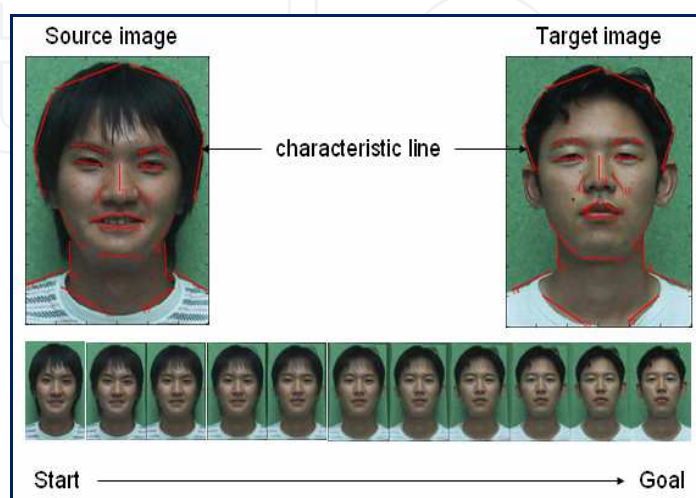 Source image
Target image
characteristic line
Start
Goal